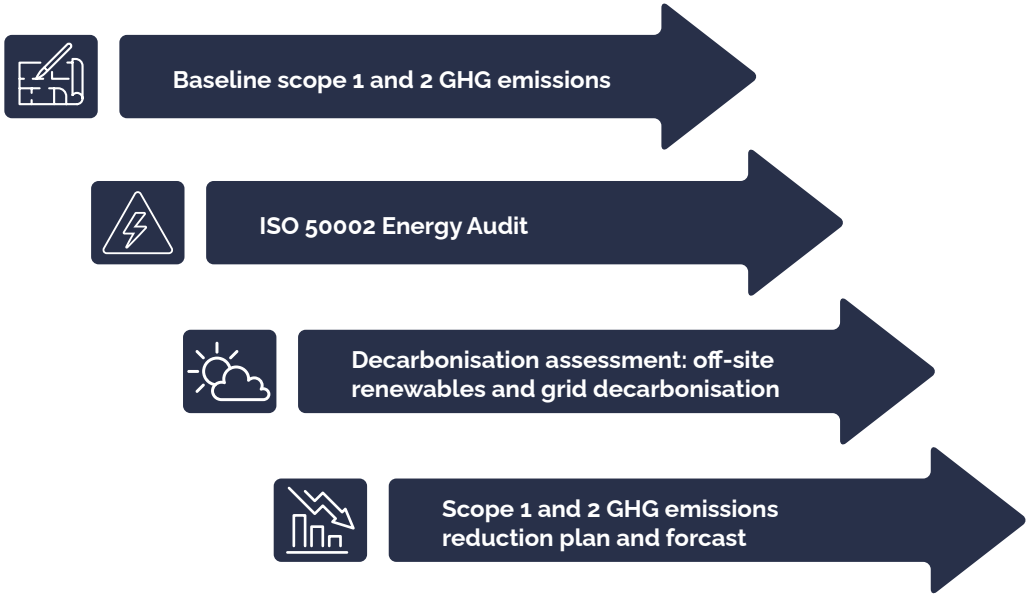 Baseline scope 1 and 2 GHG emissions
ISO 50002 Energy Audit
Decarbonisation assessment: off-site
renewables and grid decarbonisation
Scope 1 and 2 GHG emissions
reduction plan and forcast